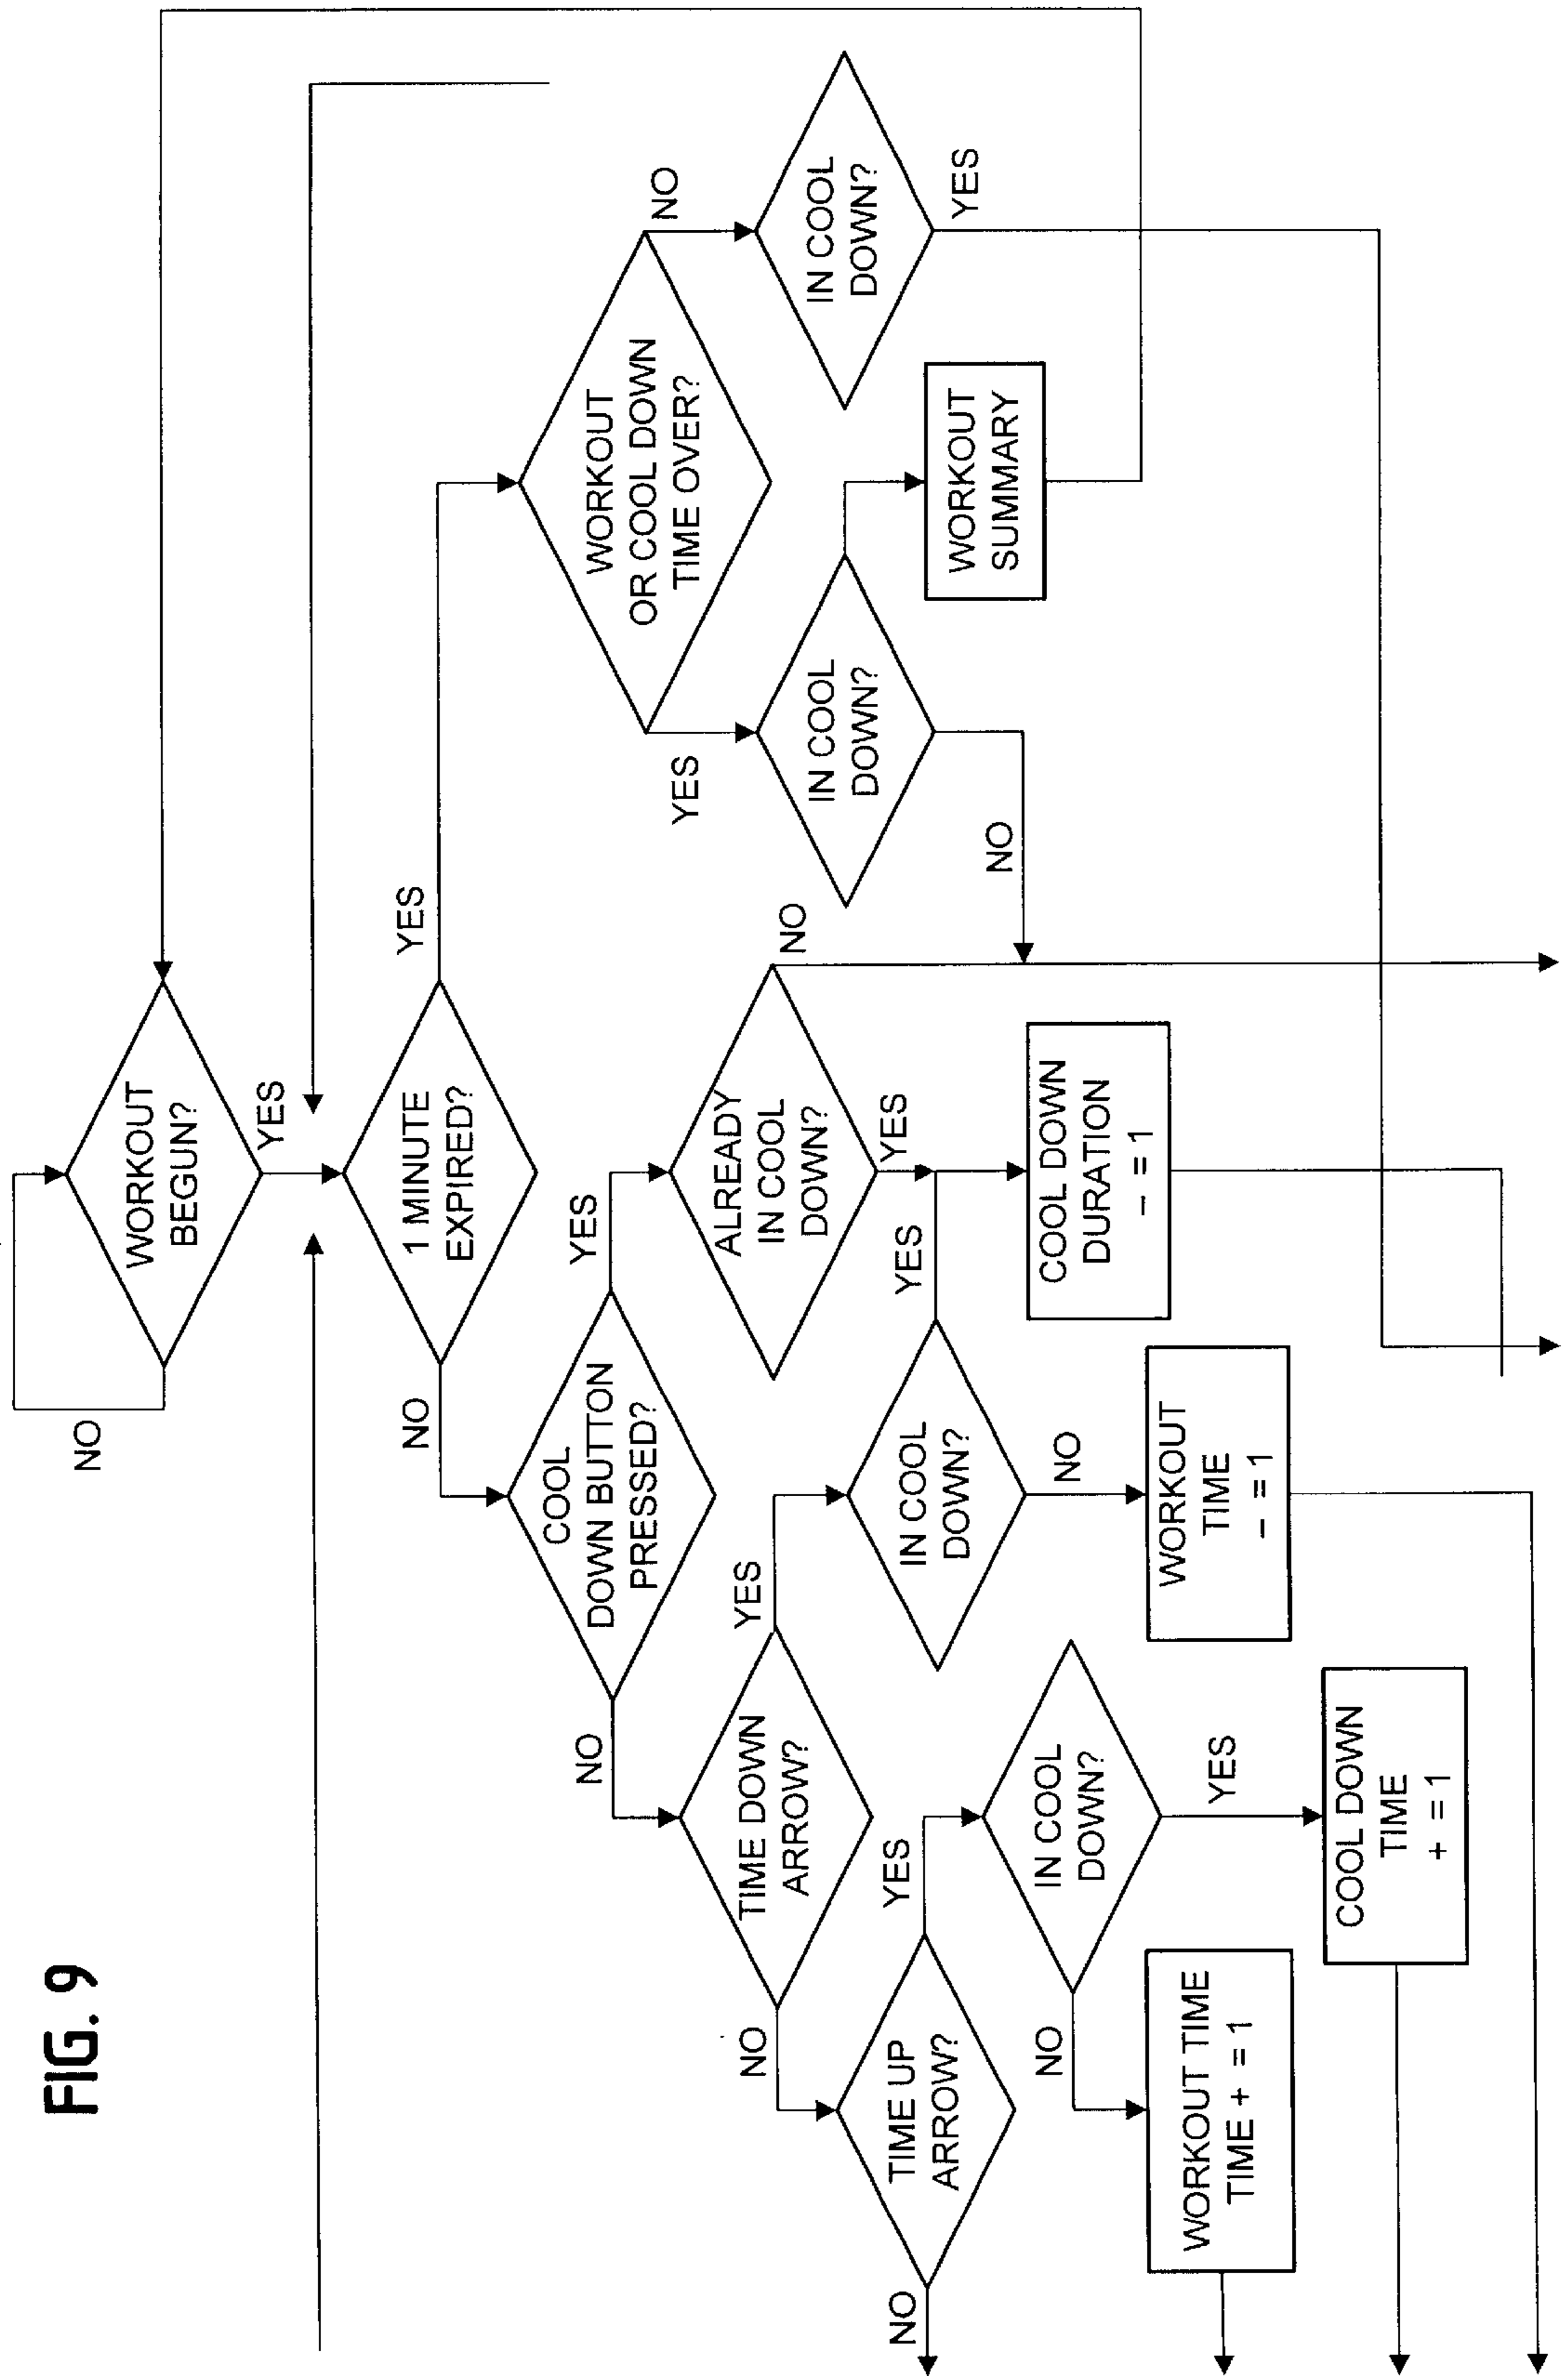 FIG. 9
WORKOUT
BEGUN?
NO
YES
1 MINUTE
EXPIRED?
NO
YES
COOL
DOWN BUTTON
PRESSED?
NO
YES
WORKOUT
OR COOL DOWN
TIME OVER?
YES
NO
TIME DOWN
ARROW?
NO
YES
ALREADY
IN COOL
DOWN?
YES
NO
IN COOL
DOWN?
NO
IN COOL
DOWN?
YES
TIME UP
ARROW?
NO
YES
IN COOL
DOWN?
YES
NO
WORKOUT
SUMMARY
IN COOL
DOWN?
NO
YES
COOL DOWN
DURATION
– = 1
WORKOUT TIME
TIME + = 1
WORKOUT
TIME
– = 1
COOL DOWN
TIME
+ = 1